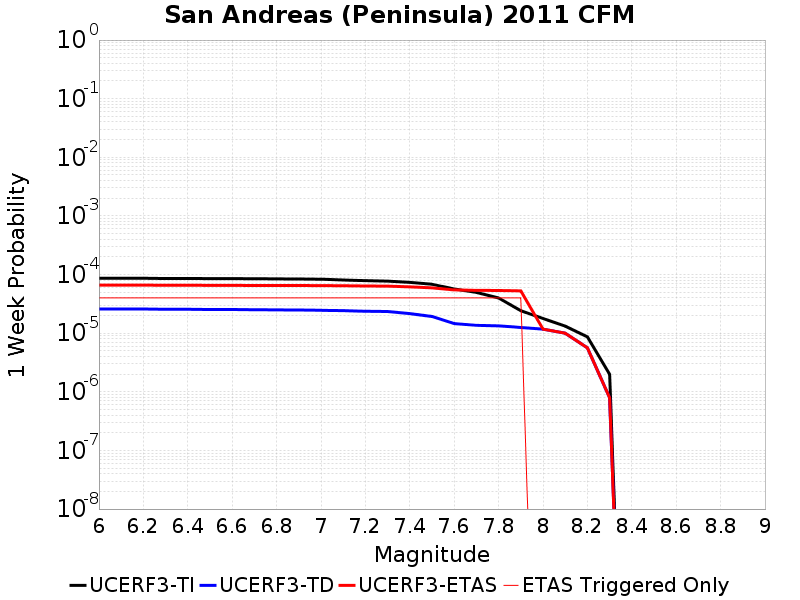 San Andreas (Peninsula) 2011 CFM
1 Week Probability
10^0
10^-1
10^-2
10^-3
10^-4
10^-5
10^-6
10^-7
10^-8
6 6.2 6.4 6.6 6.8 7 7.2 7.4 7.6 7.8 8 8.2 8.4 8.6 8.8 9
Magnitude
UCERF3-TI UCERF3-TD UCERF3-ETAS ETAS Triggered Only